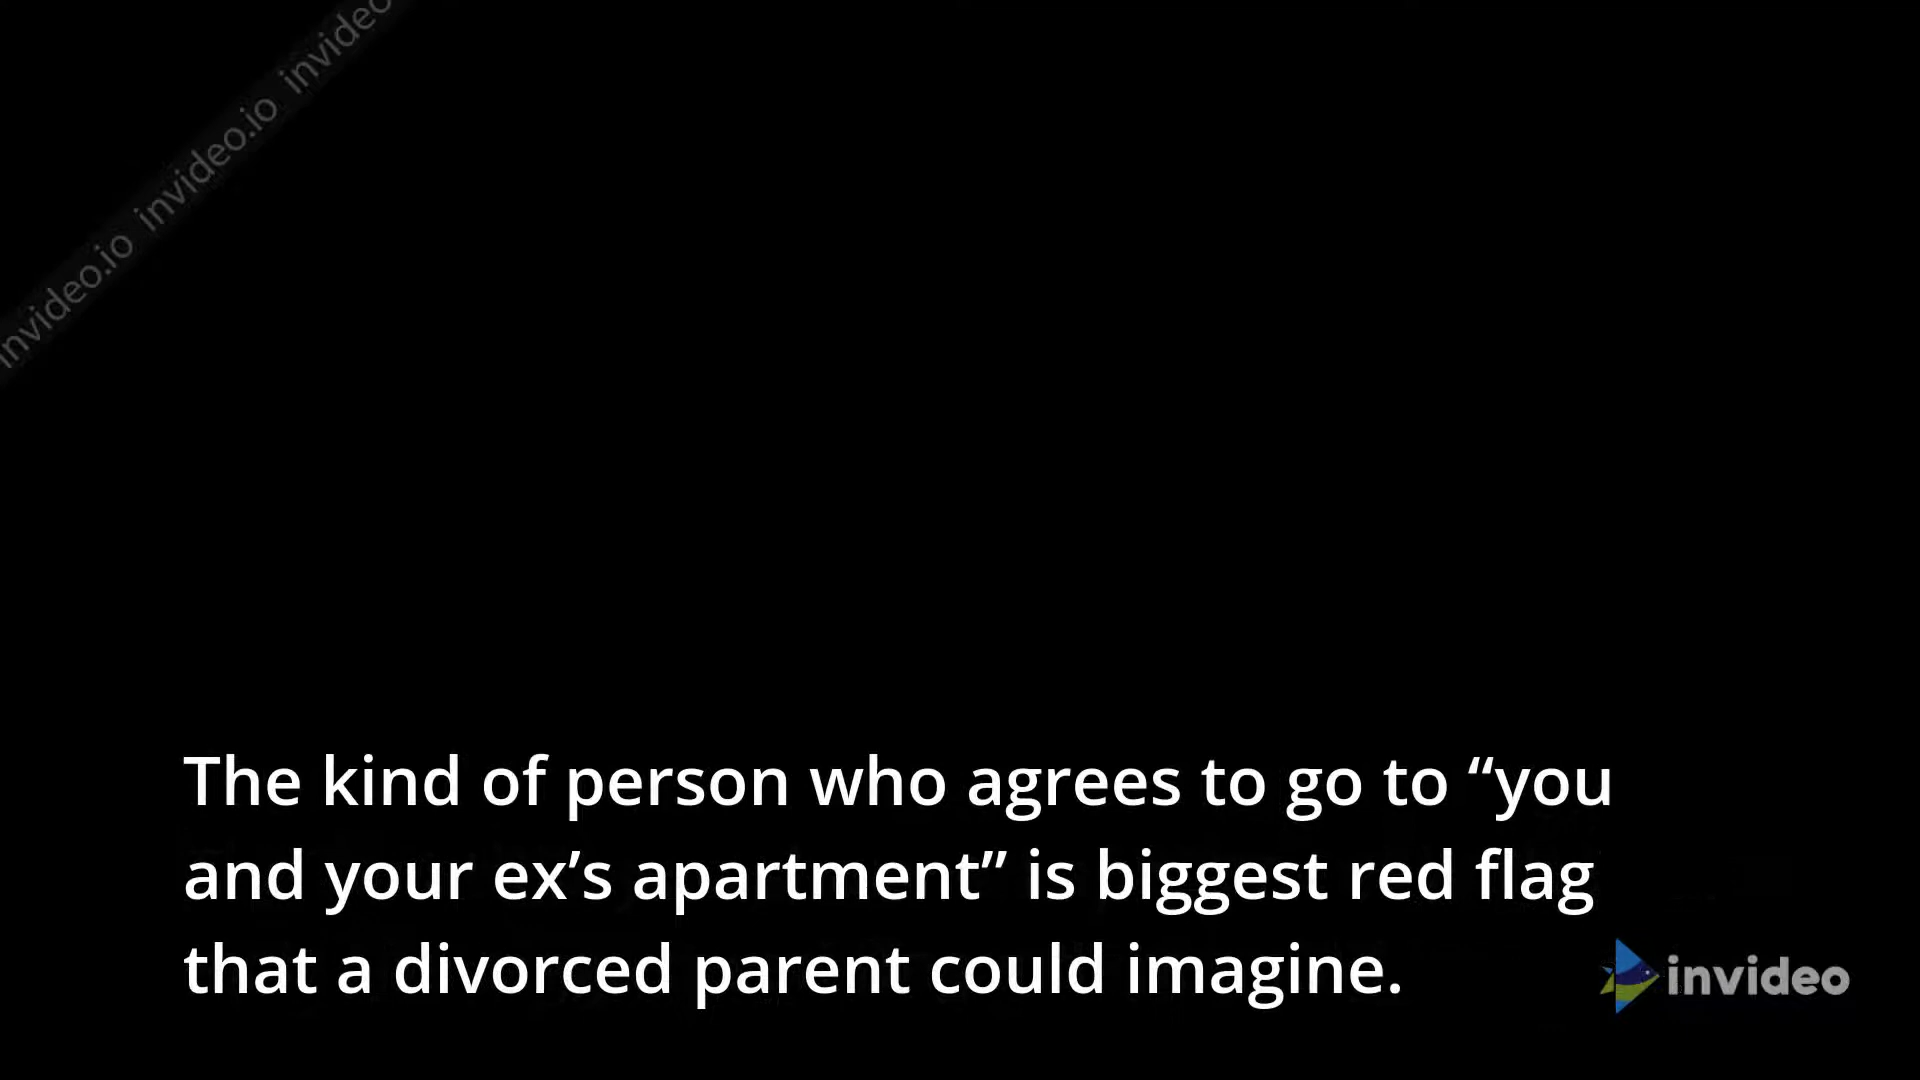 invideo.io invideo.io invideo
The kind of person who agrees to go to “you
and your ex’s apartment” is biggest red flag
that a divorced parent could imagine.
invideo